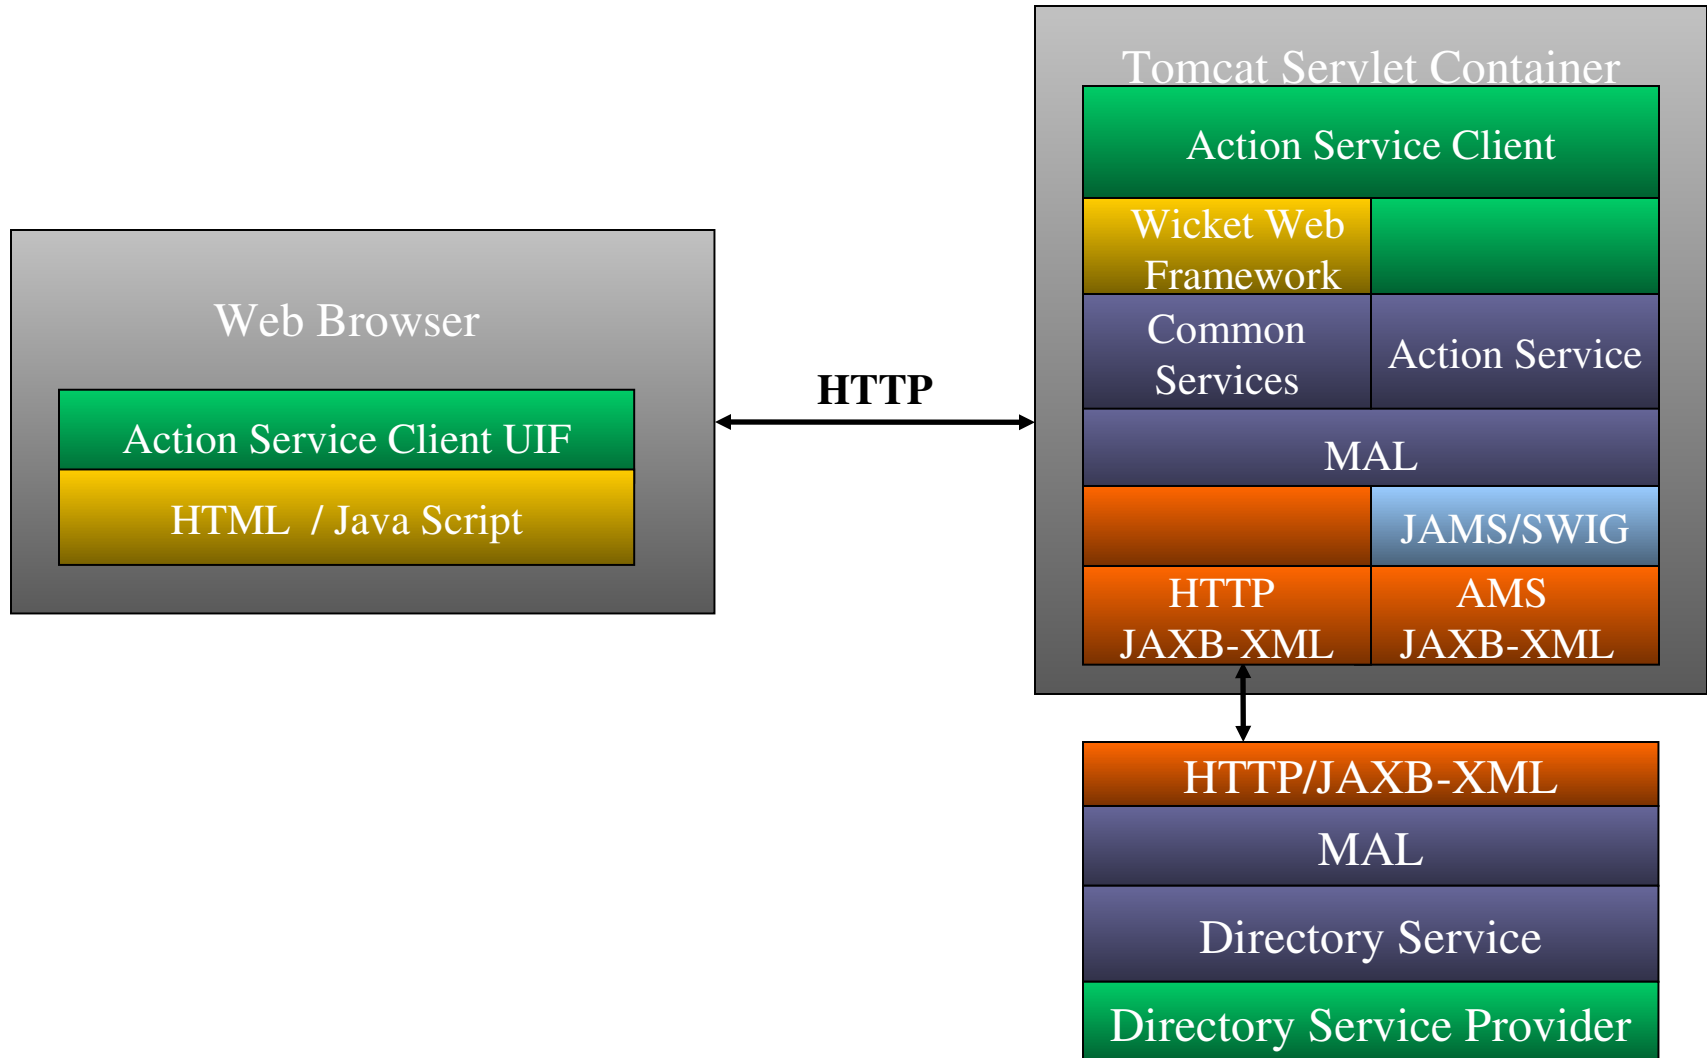 Web Browser
Action Service Client UIF
HTML / Java Script
HTTP
Tomcat Servlet Container
Action Service Client
Wicket Web
Framework
Common
Services
Action Service
MAL
JAMS/SWIG
HTTP
JAXB-XML
AMS
JAXB-XML
HTTP/JAXB-XML
MAL
Directory Service
Directory Service Provider